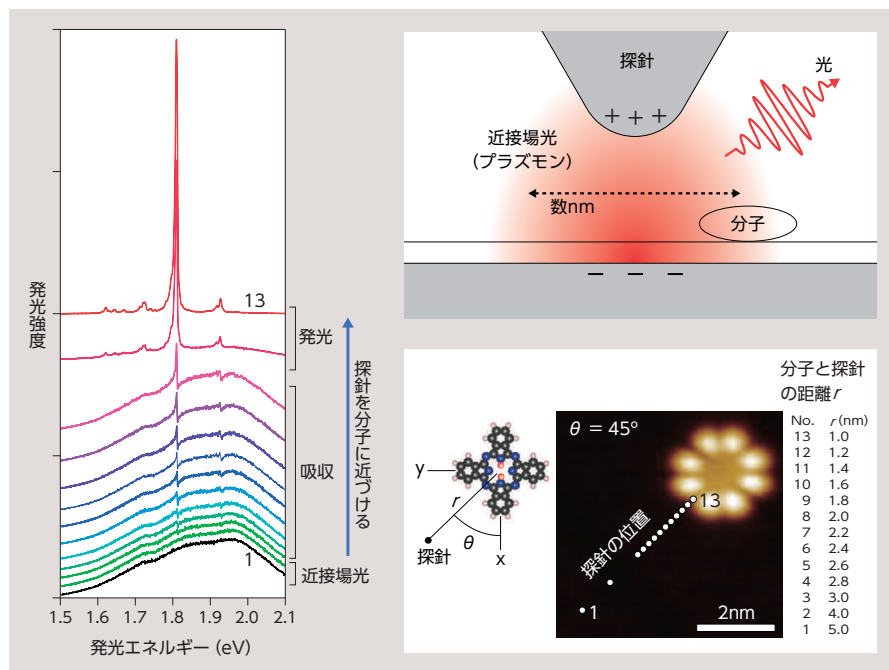 発光強度
13
発光
吸収
1
近接場光
探針を分子に近づける
1.5 1.6 1.7 1.8 1.9 2.0 2.1
発光エネルギー (eV)
探針
+ + +
光
近接場光
(プラズモン)
数nm
分子
− − −
y
r
θ
探針
x
θ = 45°
13
探針の位置
1
2nm
分子と探針
の距離r
No. r (nm)
13 1.0
12 1.2
11 1.4
10 1.6
9 1.8
8 2.0
7 2.2
6 2.4
5 2.6
4 2.8
3 3.0
2 4.0
1 5.0